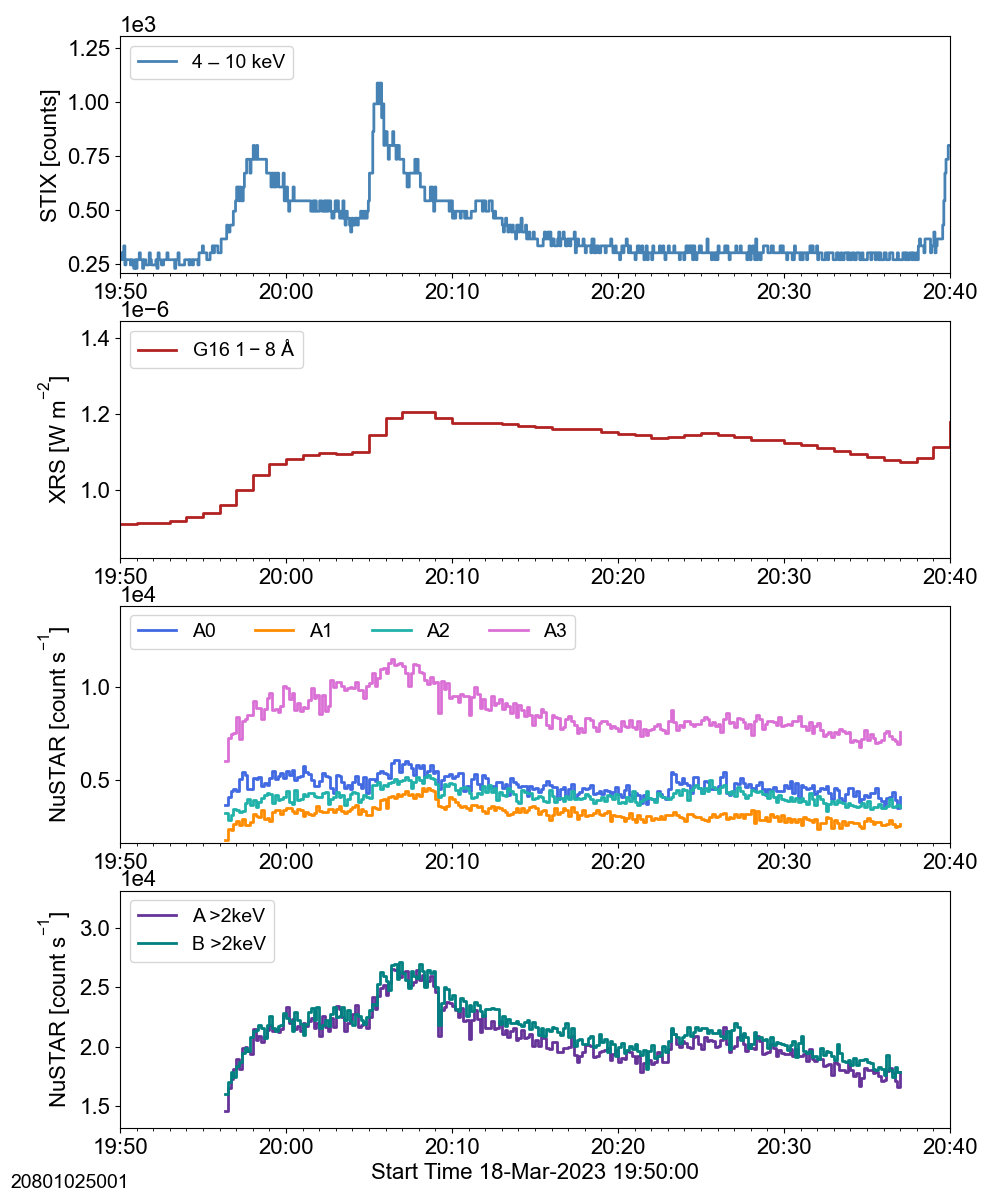 1e3
4 – 10 keV
STIX [counts]
1.25
1.00
0.75
0.50
0.25
19:50 20:00 20:10 20:20 20:30 20:40
1e−6
G16 1 – 8 Å
XRS [W m⁻²]
1.4
1.2
1.0
19:50 20:00 20:10 20:20 20:30 20:40
1e4
A0 A1 A2 A3
NuSTAR [count s⁻¹]
1.0
0.5
19:50 20:00 20:10 20:20 20:30 20:40
1e4
A >2keV
B >2keV
NuSTAR [count s⁻¹]
3.0
2.5
2.0
1.5
19:50 20:00 20:10 20:20 20:30 20:40
Start Time 18-Mar-2023 19:50:00
20801025001